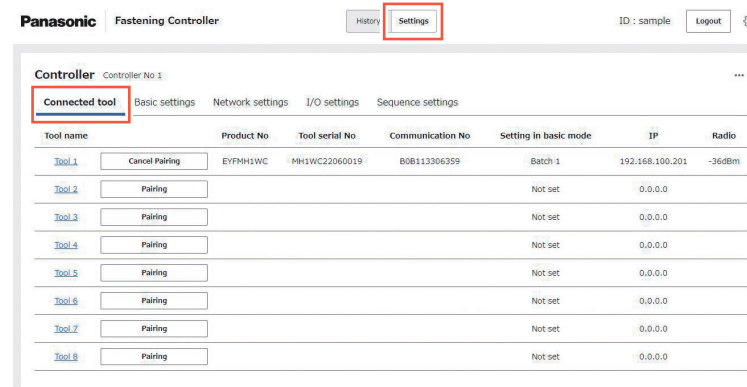 Panasonic Fastening Controller History Settings ID : sample Logout
Controller Controller No 1 ...
Connected tool Basic settings Network settings I/O settings Sequence settings
Tool name Product No Tool serial No Communication No Setting in basic mode IP Radio
Tool 1 Cancel Pairing EYFMH1WC MH1WC22060019 B0B113306359 Batch 1 192.168.100.201 -36dBm
Tool 2 Pairing Not set 0.0.0.0
Tool 3 Pairing Not set 0.0.0.0
Tool 4 Pairing Not set 0.0.0.0
Tool 5 Pairing Not set 0.0.0.0
Tool 6 Pairing Not set 0.0.0.0
Tool 7 Pairing Not set 0.0.0.0
Tool 8 Pairing Not set 0.0.0.0